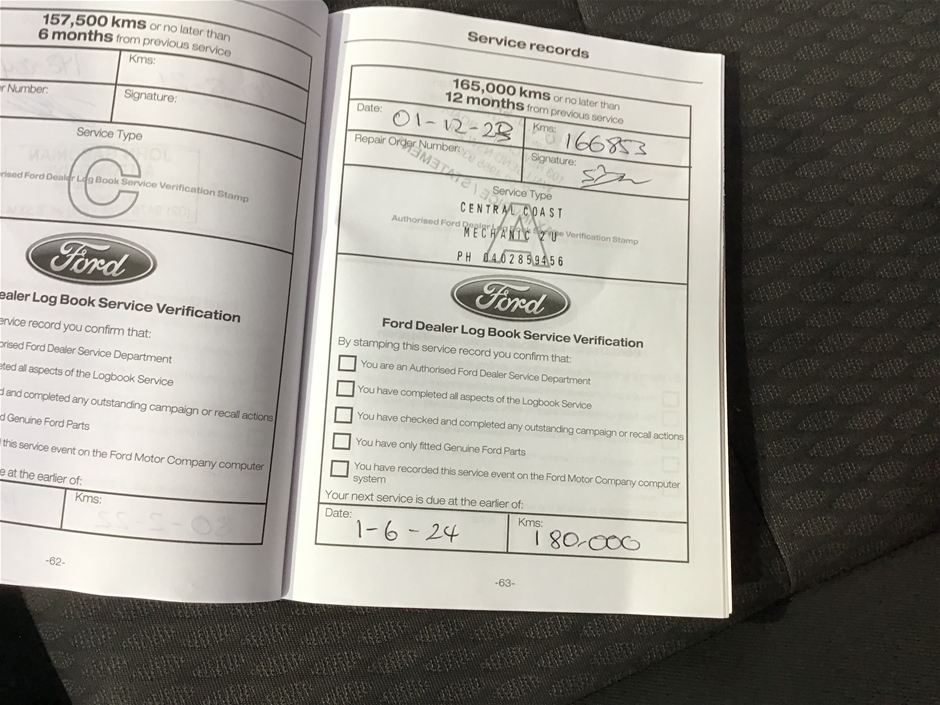 157,500 kms or no later than
6 months from previous service
Kms:
r Number:
Signature:
Service Type
C
rised Ford Dealer Log Book Service Verification Stamp
Ford
ealer Log Book Service Verification
ervice record you confirm that:
orised Ford Dealer Service Department
eted all aspects of the Logbook Service
d and completed any outstanding campaign or recall actions
d Genuine Ford Parts
this service event on the Ford Motor Company computer
e at the earlier of:
Kms:
-62-
Service records
165,000 kms or no later than
12 months from previous service
Date: 01-12-23 Kms: 166853
Repair Order Number: Signature:
Service Type
A
CENTRAL COAST
Authorised Ford Dealer Log Book Service Verification Stamp
MECHANIC 2U
PH 0402859456
Ford
Ford Dealer Log Book Service Verification
By stamping this service record you confirm that:
You are an Authorised Ford Dealer Service Department
You have completed all aspects of the Logbook Service
You have checked and completed any outstanding campaign or recall actions
You have only fitted Genuine Ford Parts
You have recorded this service event on the Ford Motor Company computer
system
Your next service is due at the earlier of:
Date: 1-6-24 Kms: 180,000
-63-